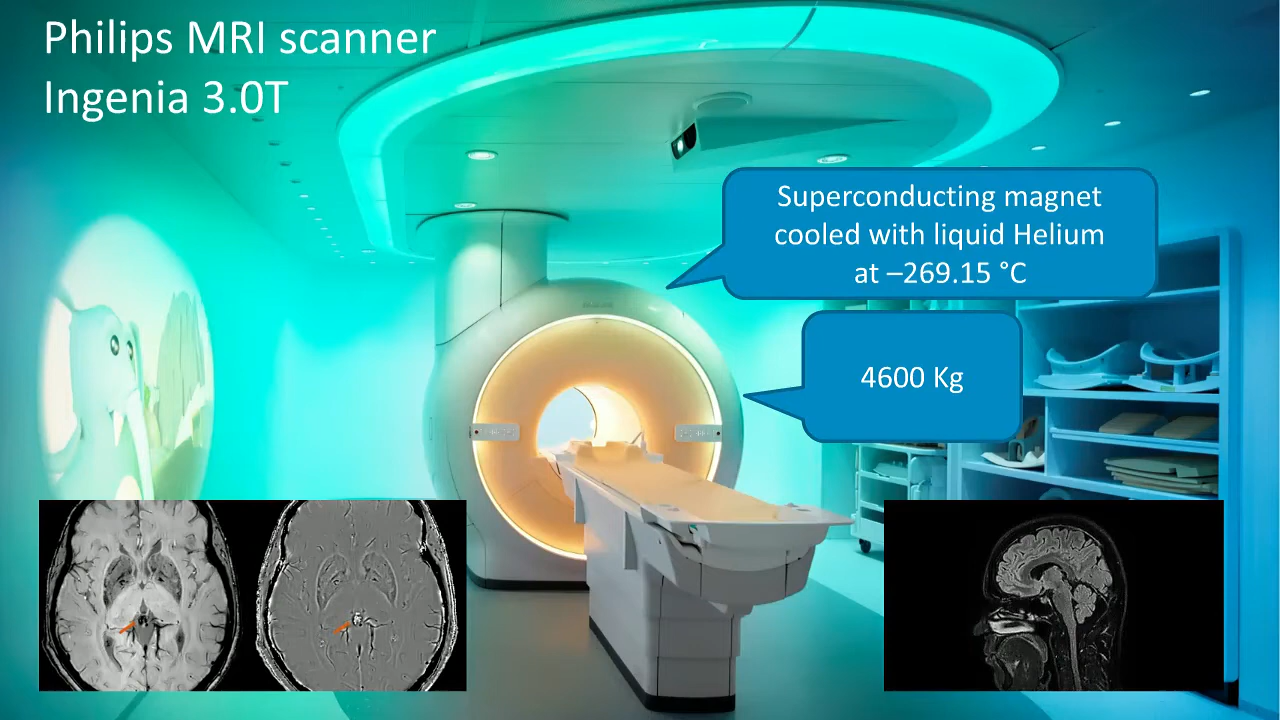 Philips MRI scanner
Ingenia 3.0T
Superconducting magnet
cooled with liquid Helium
at –269.15 °C
4600 Kg